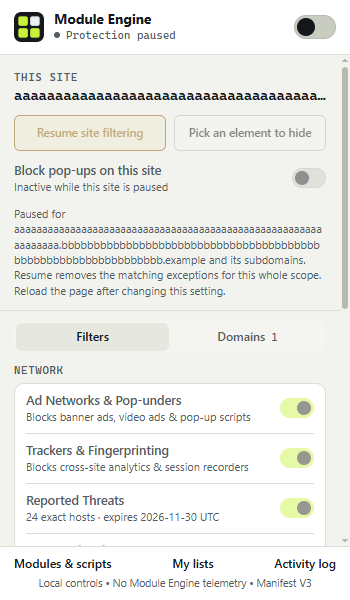 Module Engine
Protection paused
THIS SITE
aaaaaaaaaaaaaaaaaaaaaaaaaaaaaaaaaaaaa…
Resume site filtering
Pick an element to hide
Block pop-ups on this site
Inactive while this site is paused
Paused for
aaaaaaaaaaaaaaaaaaaaaaaaaaaaaaaaaaaaaaaaaaaaaaaaaaaaaa
aaaaaaaaa.bbbbbbbbbbbbbbbbbbbbbbbbbbbbbbbbbbbbbbbbb
bbbbbbbbbbbbbbbbbbbbbb.example and its subdomains.
Resume removes the matching exceptions for this whole scope.
Reload the page after changing this setting.
Filters
Domains 1
NETWORK
Ad Networks & Pop-unders
Blocks banner ads, video ads & pop-up scripts
Trackers & Fingerprinting
Blocks cross-site analytics & session recorders
Reported Threats
24 exact hosts · expires 2026-11-30 UTC
Modules & scripts
My lists
Activity log
Local controls • No Module Engine telemetry • Manifest V3